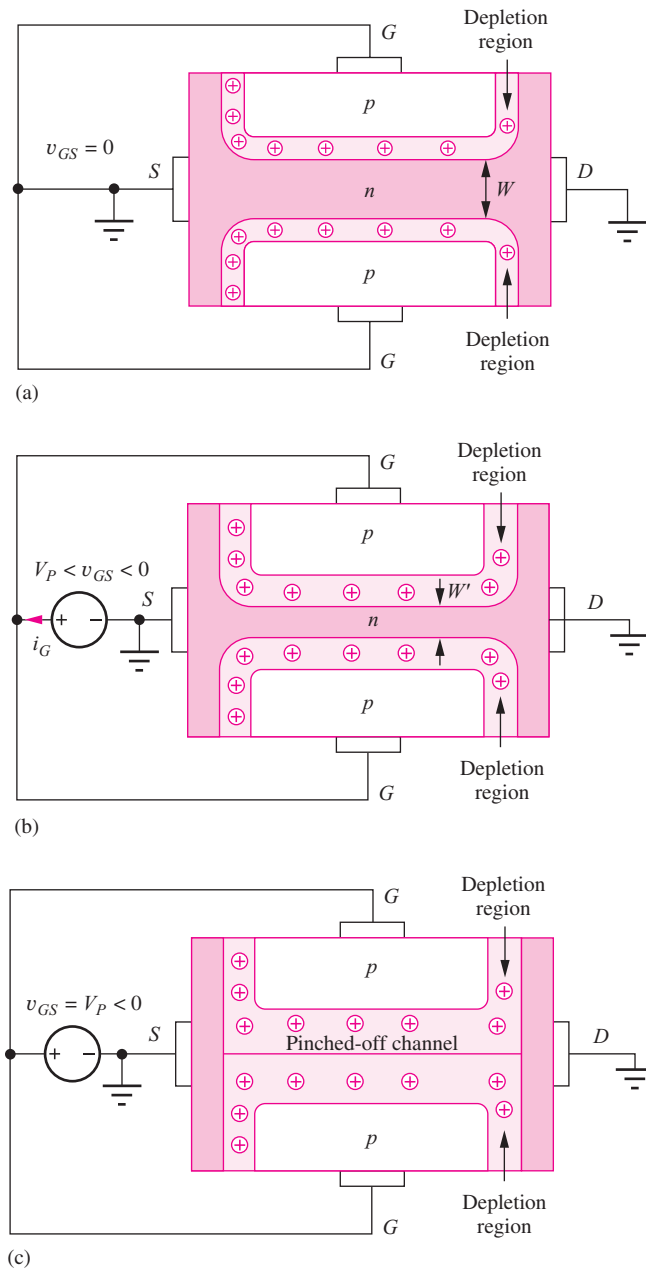 G
Depletion
region
p
v_GS = 0
S
n
W
D
p
G
Depletion
region
(a)
G
Depletion
region
p
V_P < v_GS < 0
+ −
S
W'
n
D
i_G
p
G
Depletion
region
(b)
G
Depletion
region
p
v_GS = V_P < 0
+ −
S
Pinched-off channel
D
p
G
Depletion
region
(c)